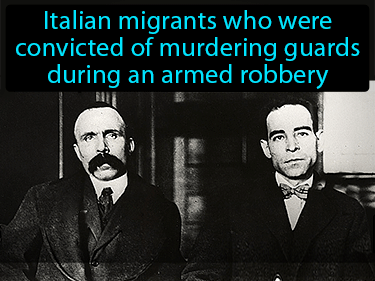 Italian migrants who were
convicted of murdering guards
during an armed robbery